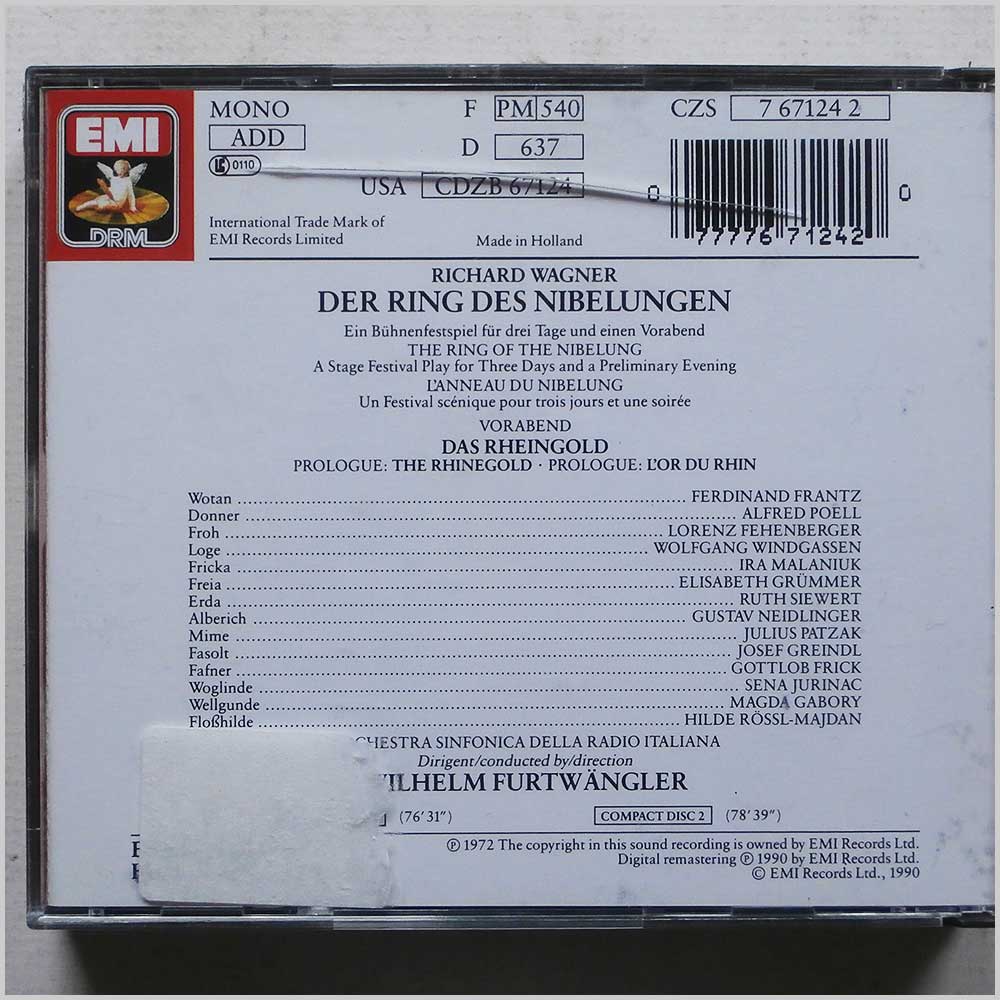 EMI
DRM
MONO
ADD
LC 0110
F PM 540
D 637
USA CDZB 67124
CZS 7 67124 2
0 77776 71242 0
International Trade Mark of
EMI Records Limited
Made in Holland
RICHARD WAGNER
DER RING DES NIBELUNGEN
Ein Bühnenfestspiel für drei Tage und einen Vorabend
THE RING OF THE NIBELUNG
A Stage Festival Play for Three Days and a Preliminary Evening
L'ANNEAU DU NIBELUNG
Un Festival scénique pour trois jours et une soirée
VORABEND
DAS RHEINGOLD
PROLOGUE: THE RHINEGOLD · PROLOGUE: L'OR DU RHIN
Wotan FERDINAND FRANTZ
Donner ALFRED POELL
Froh LORENZ FEHENBERGER
Loge WOLFGANG WINDGASSEN
Fricka IRA MALANIUK
Freia ELISABETH GRÜMMER
Erda RUTH SIEWERT
Alberich GUSTAV NEIDLINGER
Mime JULIUS PATZAK
Fasolt JOSEF GREINDL
Fafner GOTTLOB FRICK
Woglinde SENA JURINAC
Wellgunde MAGDA GABORY
Floßhilde HILDE RÖSSL-MAJDAN
CHESTRA SINFONICA DELLA RADIO ITALIANA
Dirigent/conducted by/direction
WILHELM FURTWÄNGLER
(76'31") COMPACT DISC 2 (78'39")
℗ 1972 The copyright in this sound recording is owned by EMI Records Ltd.
Digital remastering ℗ 1990 by EMI Records Ltd.
© EMI Records Ltd., 1990